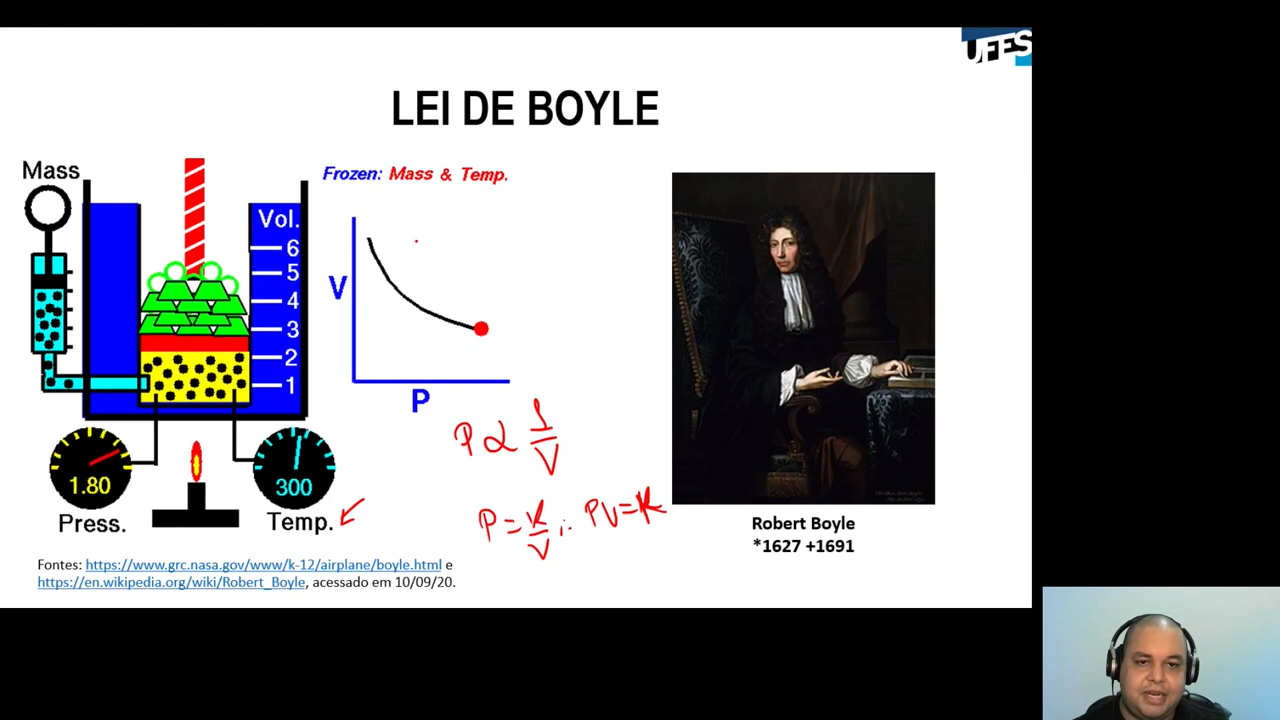 UFES
LEI DE BOYLE
Mass
Frozen: Mass & Temp.
Vol.
6
5
4
3
2
1
V
P
P ∝ 1/V
P = K/V ∴ PV = K
1.80
300
Press.
Temp.
Robert Boyle
*1627 +1691
Fontes: https://www.grc.nasa.gov/www/k-12/airplane/boyle.html e
https://en.wikipedia.org/wiki/Robert_Boyle, acessado em 10/09/20.